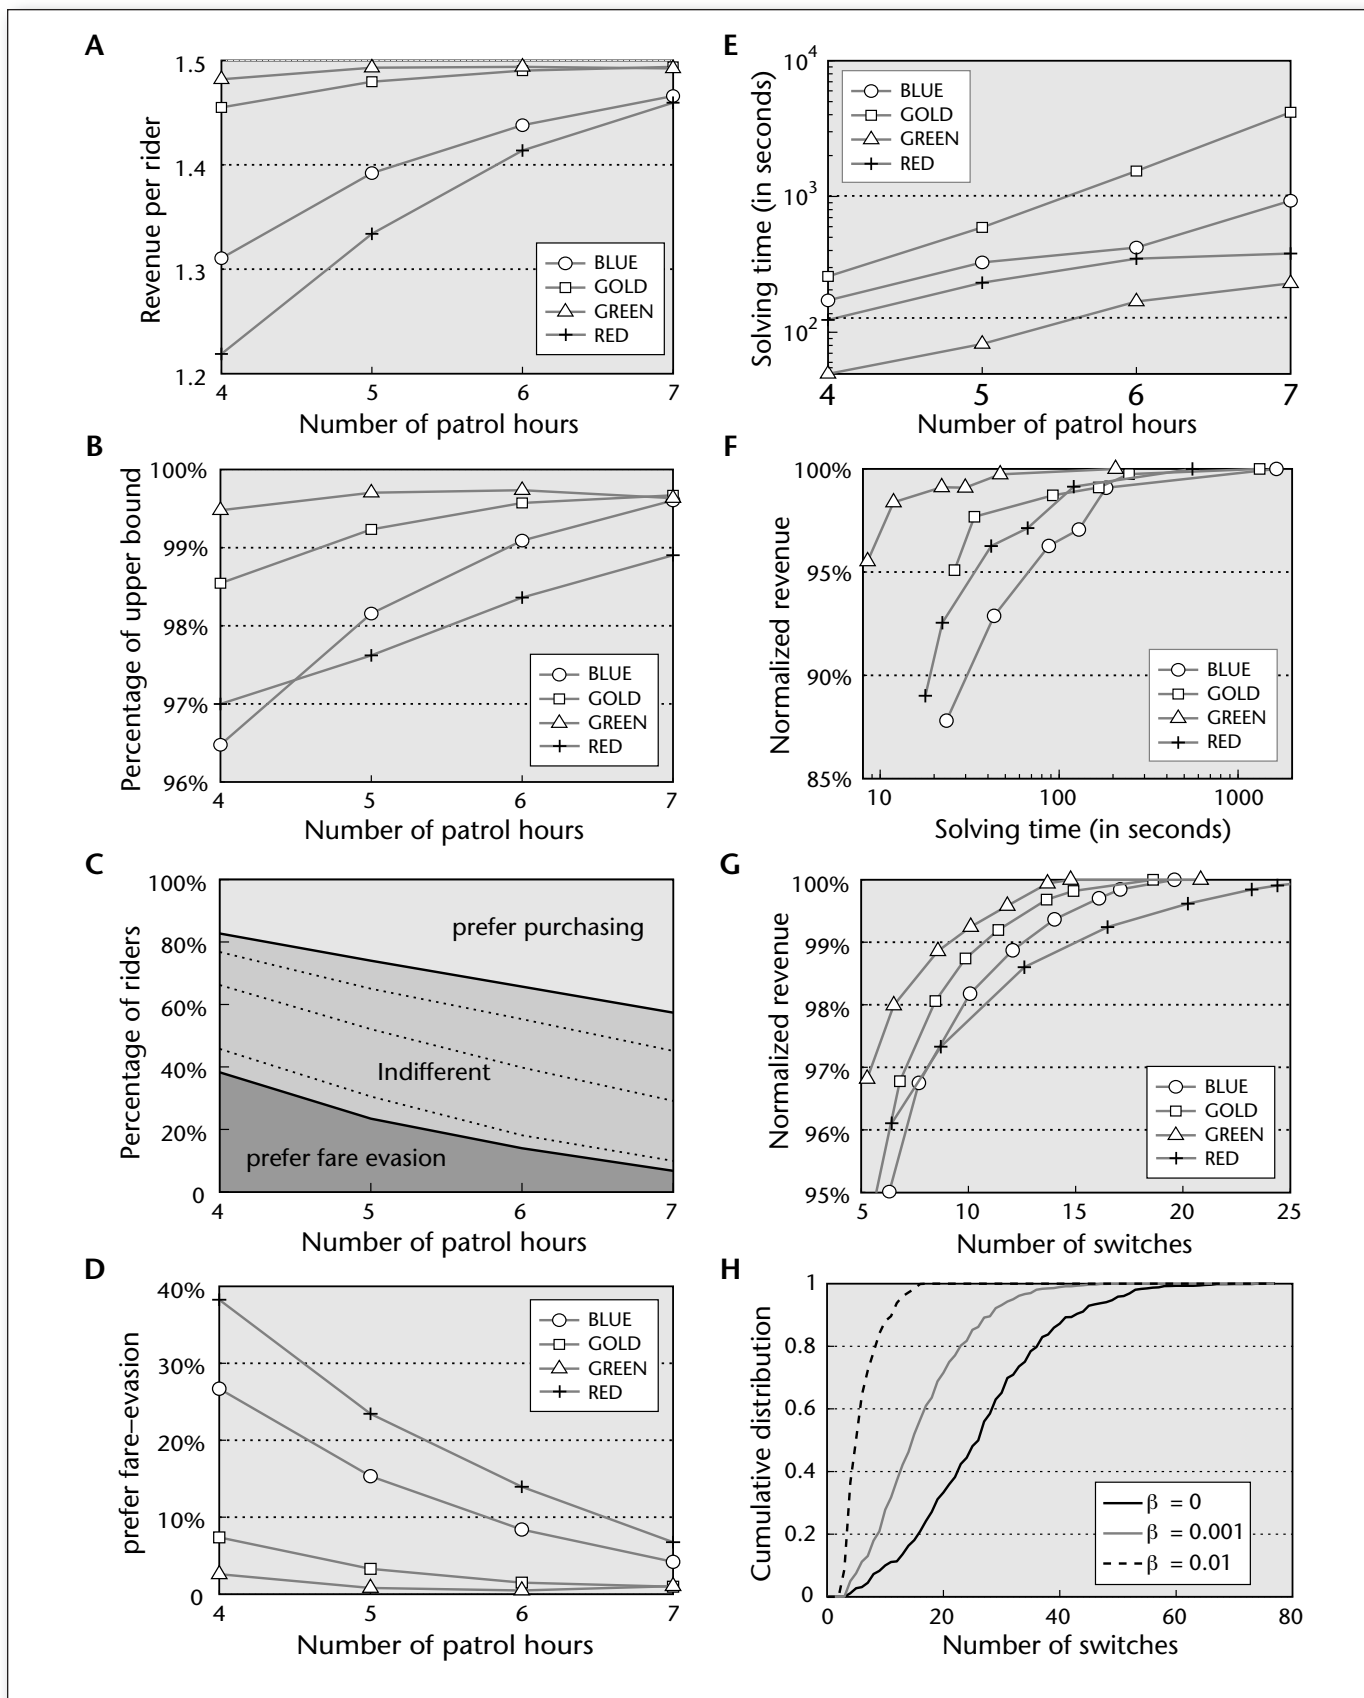 A
Revenue per rider
1.5
1.4
1.3
1.2
BLUE
GOLD
GREEN
RED
4 5 6 7
Number of patrol hours
B
Percentage of upper bound
100%
99%
98%
97%
96%
BLUE
GOLD
GREEN
RED
4 5 6 7
Number of patrol hours
C
Percentage of riders
100%
80%
60%
40%
20%
0
prefer purchasing
Indifferent
prefer fare evasion
4 5 6 7
Number of patrol hours
D
prefer fare–evasion
40%
30%
20%
10%
0
BLUE
GOLD
GREEN
RED
4 5 6 7
Number of patrol hours
E
Solving time (in seconds)
10⁴
10³
10²
BLUE
GOLD
GREEN
RED
4 5 6 7
Number of patrol hours
F
Normalized revenue
100%
95%
90%
85%
BLUE
GOLD
GREEN
RED
10 100 1000
Solving time (in seconds)
G
Normalized revenue
100%
99%
98%
97%
96%
95%
BLUE
GOLD
GREEN
RED
5 10 15 20 25
Number of switches
H
Cumulative distribution
1
0.8
0.6
0.4
0.2
0
β = 0
β = 0.001
β = 0.01
0 20 40 60 80
Number of switches